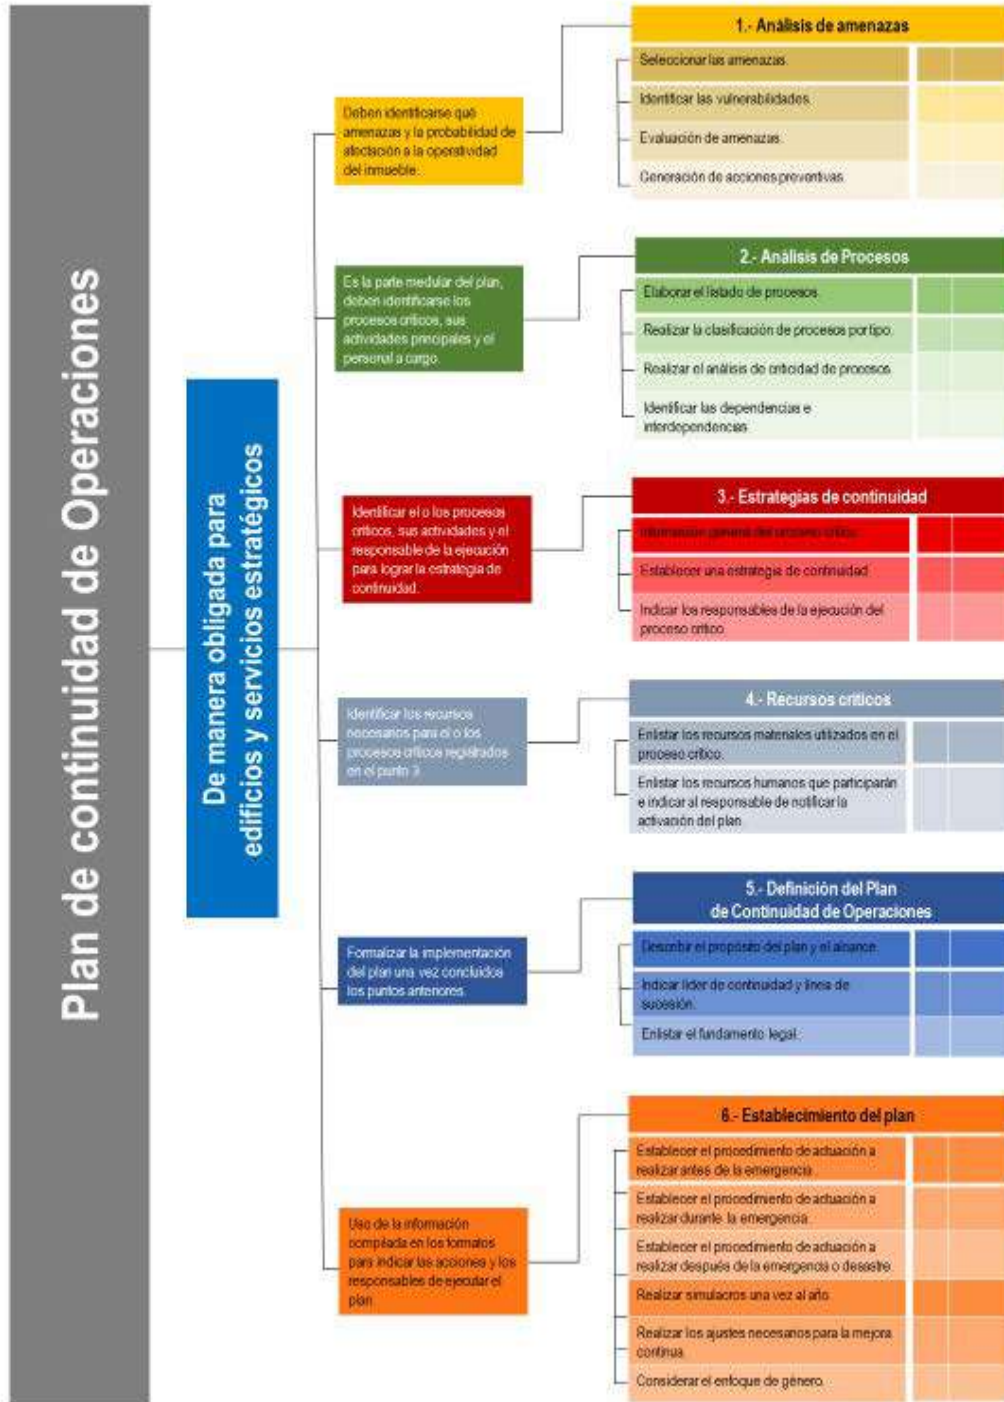 Plan de continuidad de Operaciones
De manera obligada para
edificios y servicios estratégicos
Deben identificarse qué
amenazas y la probabilidad de
afectación a la operatividad
del inmueble.
1.- Análisis de amenazas
Seleccionar las amenazas.
Identificar las vulnerabilidades.
Evaluación de amenazas.
Generación de acciones preventivas.
Es la parte medular del plan,
deben identificarse los
procesos críticos, sus
actividades principales y el
personal a cargo.
2.- Análisis de Procesos
Elaborar el listado de procesos.
Realizar la clasificación de procesos por tipo.
Realizar el análisis de criticidad de procesos.
Identificar las dependencias e
interdependencias
Identificar el o los procesos
críticos, sus actividades y el
responsable de la ejecución
para lograr la estrategia de
continuidad.
3.- Estrategias de continuidad
Información general del proceso crítico.
Establecer una estrategia de continuidad
Indicar los responsables de la ejecución del
proceso crítico
Identificar los recursos
necesarios para el o los
procesos críticos registrados
en el punto 3.
4.- Recursos críticos
Enlistar los recursos materiales utilizados en el
proceso crítico.
Enlistar los recursos humanos que participarán
e indicar al responsable de notificar la
activación del plan
Formalizar la implementación
del plan una vez concluidos
los puntos anteriores.
5.- Definición del Plan
de Continuidad de Operaciones
Describir el propósito del plan y el alcance.
Indicar líder de continuidad y línea de
sucesión.
Enlistar el fundamento legal.
Uso de la información
compilada en los formatos
para indicar las acciones y los
responsables de ejecutar el
plan
6.- Establecimiento del plan
Establecer el procedimiento de actuación a
realizar antes de la emergencia.
Establecer el procedimiento de actuación a
realizar durante la emergencia.
Establecer el procedimiento de actuación a
realizar después de la emergencia o desastre.
Realizar simulacros una vez al año.
Realizar los ajustes necesarios para la mejora
continua.
Considerar el enfoque de género.